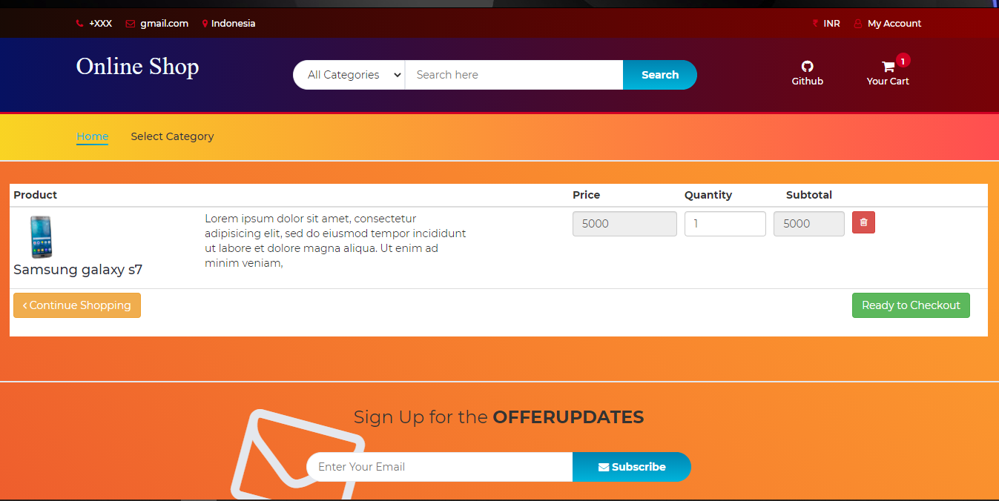 +XXX gmail.com Indonesia INR My Account
Online Shop All Categories Search here Search Github 1 Your Cart
Home Select Category
Product Price Quantity Subtotal
Lorem ipsum dolor sit amet, consectetur
adipisicing elit, sed do eiusmod tempor incididunt
ut labore et dolore magna aliqua. Ut enim ad
minim veniam,
5000 1 5000
Samsung galaxy s7
Continue Shopping Ready to Checkout
Sign Up for the OFFERUPDATES
Enter Your Email Subscribe